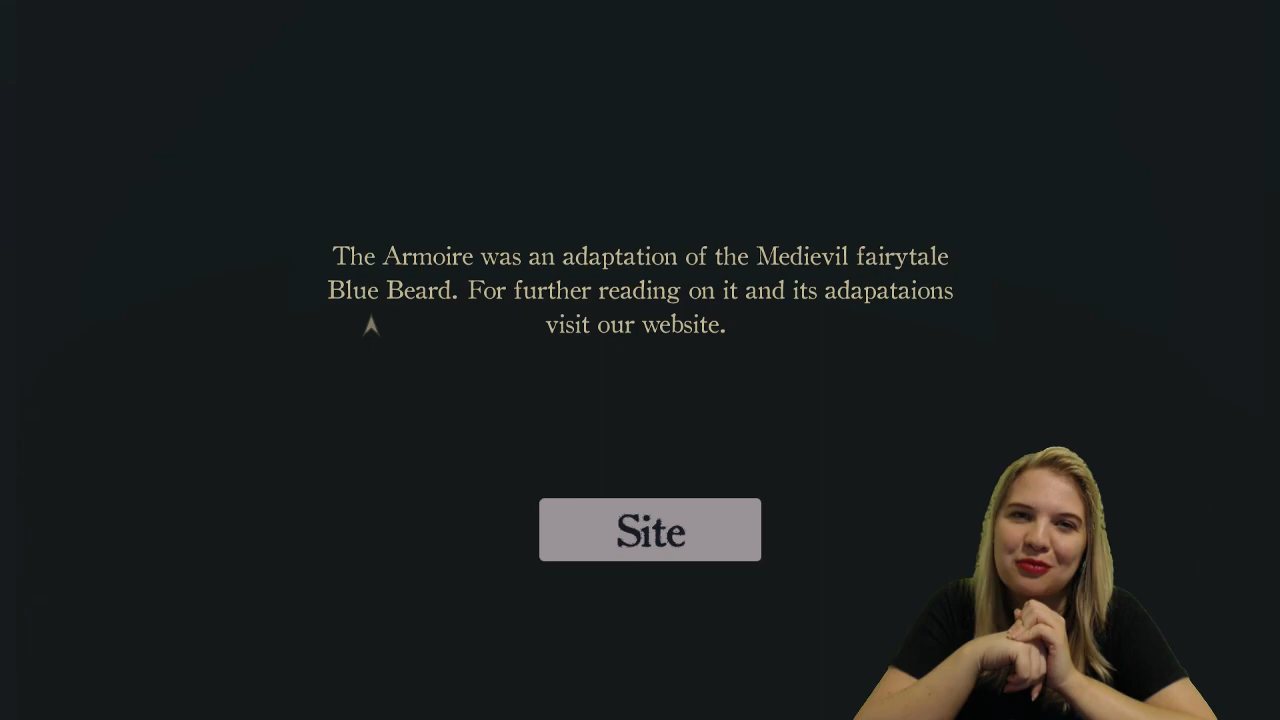 The Armoire was an adaptation of the Medievil fairytale
Blue Beard. For further reading on it and its adapataions
visit our website.
Site